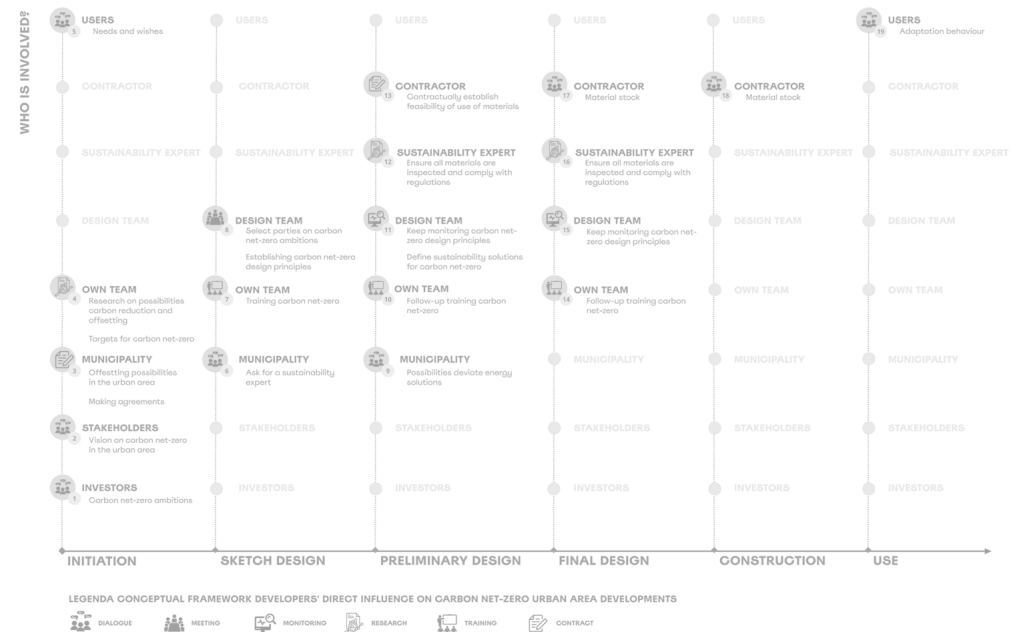 WHO IS INVOLVED?
USERS
5
Needs and wishes
CONTRACTOR
SUSTAINABILITY EXPERT
DESIGN TEAM
OWN TEAM
4
Research on possibilities
carbon reduction and
offsetting
Targets for carbon net-zero
MUNICIPALITY
3
Offestting possibilities
in the urban area
Making agreements
STAKEHOLDERS
2
Vision on carbon net-zero
in the urban area
INVESTORS
1
Carbon net-zero ambitions
INITIATION
USERS
CONTRACTOR
SUSTAINABILITY EXPERT
DESIGN TEAM
8
Select parties on carbon
net-zero ambitions
Establishing carbon net-zero
design principles
OWN TEAM
7
Training carbon net-zero
MUNICIPALITY
6
Ask for a sustainability
expert
STAKEHOLDERS
INVESTORS
SKETCH DESIGN
USERS
CONTRACTOR
13
Contractually establish
feasibility of use of materials
SUSTAINABILITY EXPERT
12
Ensure all materials are
inspected and comply with
regulations
DESIGN TEAM
11
Keep monitoring carbon net-
zero design principles
Define sustainability solutions
for carbon net-zero
OWN TEAM
10
Follow-up training carbon
net-zero
MUNICIPALITY
9
Possibilities deviate energy
solutions
STAKEHOLDERS
INVESTORS
PRELIMINARY DESIGN
USERS
CONTRACTOR
17
Material stock
SUSTAINABILITY EXPERT
16
Ensure all materials are
inspected and comply with
regulations
DESIGN TEAM
15
Keep monitoring carbon net-
zero design principles
OWN TEAM
14
Follow-up training carbon
net-zero
MUNICIPALITY
STAKEHOLDERS
INVESTORS
FINAL DESIGN
USERS
CONTRACTOR
18
Material stock
SUSTAINABILITY EXPERT
DESIGN TEAM
OWN TEAM
MUNICIPALITY
STAKEHOLDERS
INVESTORS
CONSTRUCTION
USERS
19
Adaptation behaviour
CONTRACTOR
SUSTAINABILITY EXPERT
DESIGN TEAM
OWN TEAM
MUNICIPALITY
STAKEHOLDERS
INVESTORS
USE
LEGENDA CONCEPTUAL FRAMEWORK DEVELOPERS' DIRECT INFLUENCE ON CARBON NET-ZERO URBAN AREA DEVELOPMENTS
DIALOGUE
MEETING
MONITORING
RESEARCH
TRAINING
CONTRACT